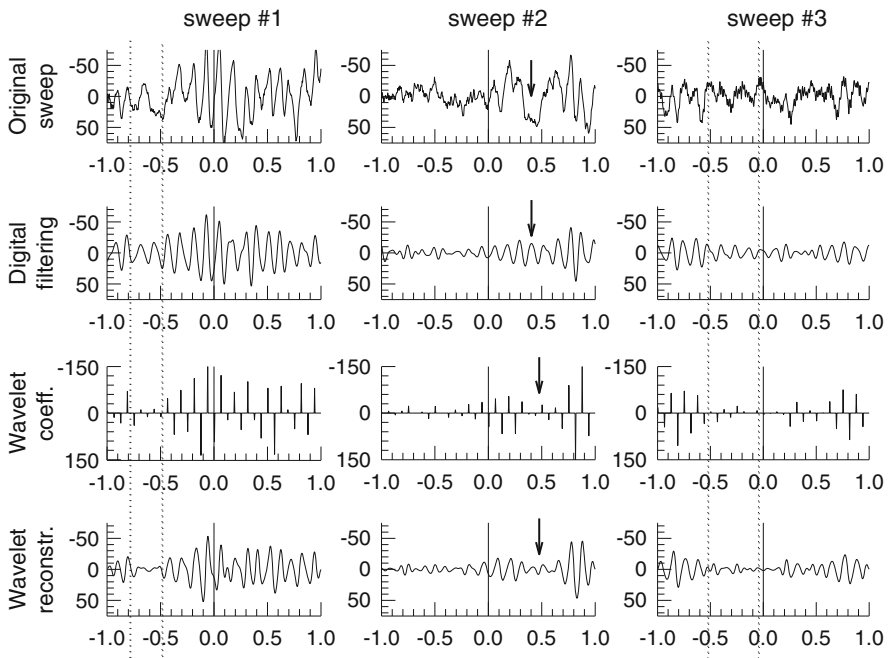 sweep #1 sweep #2 sweep #3
Original sweep
-50 -50 -50
0 0 0
50 50 50
-1.0 -0.5 0.0 0.5 1.0 -1.0 -0.5 0.0 0.5 1.0 -1.0 -0.5 0.0 0.5 1.0
Digital filtering
-50 -50 -50
0 0 0
50 50 50
-1.0 -0.5 0.0 0.5 1.0 -1.0 -0.5 0.0 0.5 1.0 -1.0 -0.5 0.0 0.5 1.0
Wavelet coeff.
-150 -150 -150
0 0 0
150 150 150
-1.0 -0.5 0.0 0.5 1.0 -1.0 -0.5 0.0 0.5 1.0 -1.0 -0.5 0.0 0.5 1.0
Wavelet reconstr.
-50 -50 -50
0 0 0
50 50 50
-1.0 -0.5 0.0 0.5 1.0 -1.0 -0.5 0.0 0.5 1.0 -1.0 -0.5 0.0 0.5 1.0